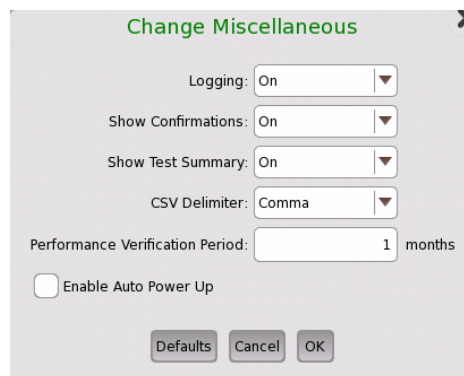 Change Miscellaneous
Logging: On
Show Confirmations: On
Show Test Summary: On
CSV Delimiter: Comma
Performance Verification Period: 1 months
Enable Auto Power Up
Defaults Cancel OK